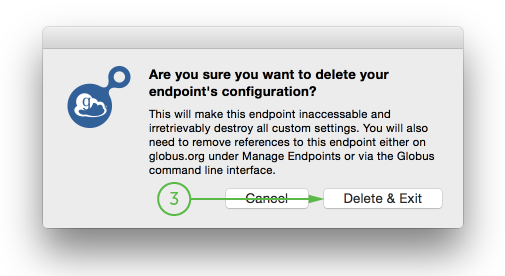 Are you sure you want to delete your
endpoint's configuration?
This will make this endpoint inaccessable and
irretrievably destroy all custom settings. You will also
need to remove references to this endpoint either on
globus.org under Manage Endpoints or via the Globus
command line interface.
3 Cancel Delete & Exit
g